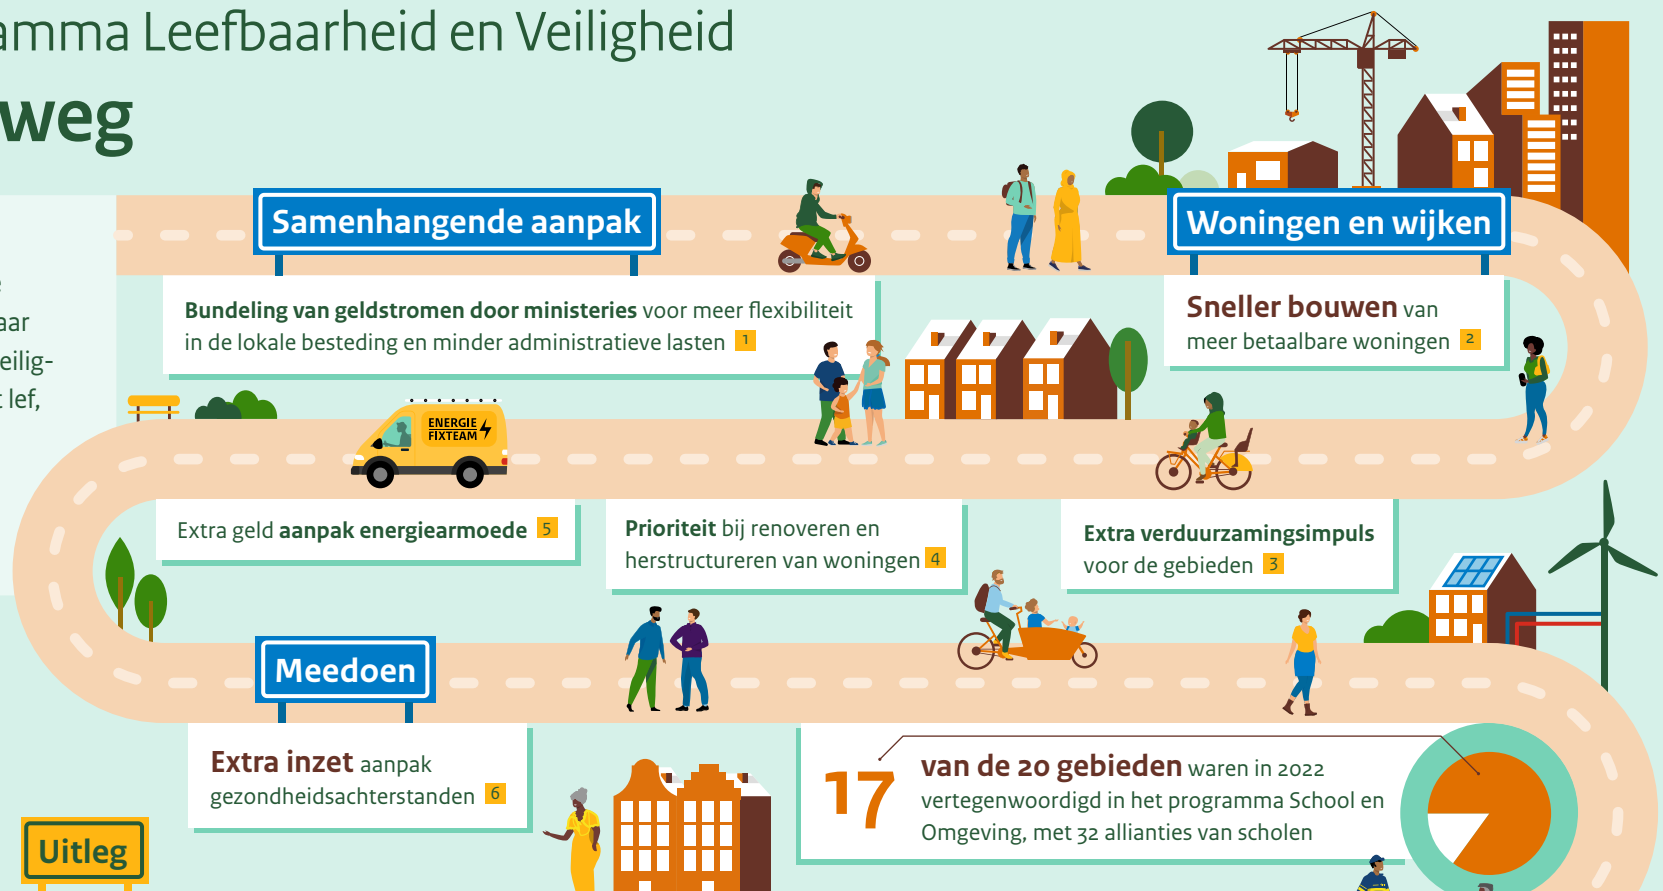 amma Leefbaarheid en Veiligheid
weg
aar
eilig-
lef,
Samenhangende aanpak
Woningen en wijken
Bundeling van geldstromen door ministeries voor meer flexibiliteit
in de lokale besteding en minder administratieve lasten 1
Sneller bouwen van
meer betaalbare woningen 2
ENERGIE
FIXTEAM
Extra geld aanpak energiearmoede 5
Prioriteit bij renoveren en
herstructureren van woningen 4
Extra verduurzamingsimpuls
voor de gebieden 3
Meedoen
Extra inzet aanpak
gezondheidsachterstanden 6
17
van de 20 gebieden waren in 2022
vertegenwoordigd in het programma School en
Omgeving, met 32 allianties van scholen
Uitleg